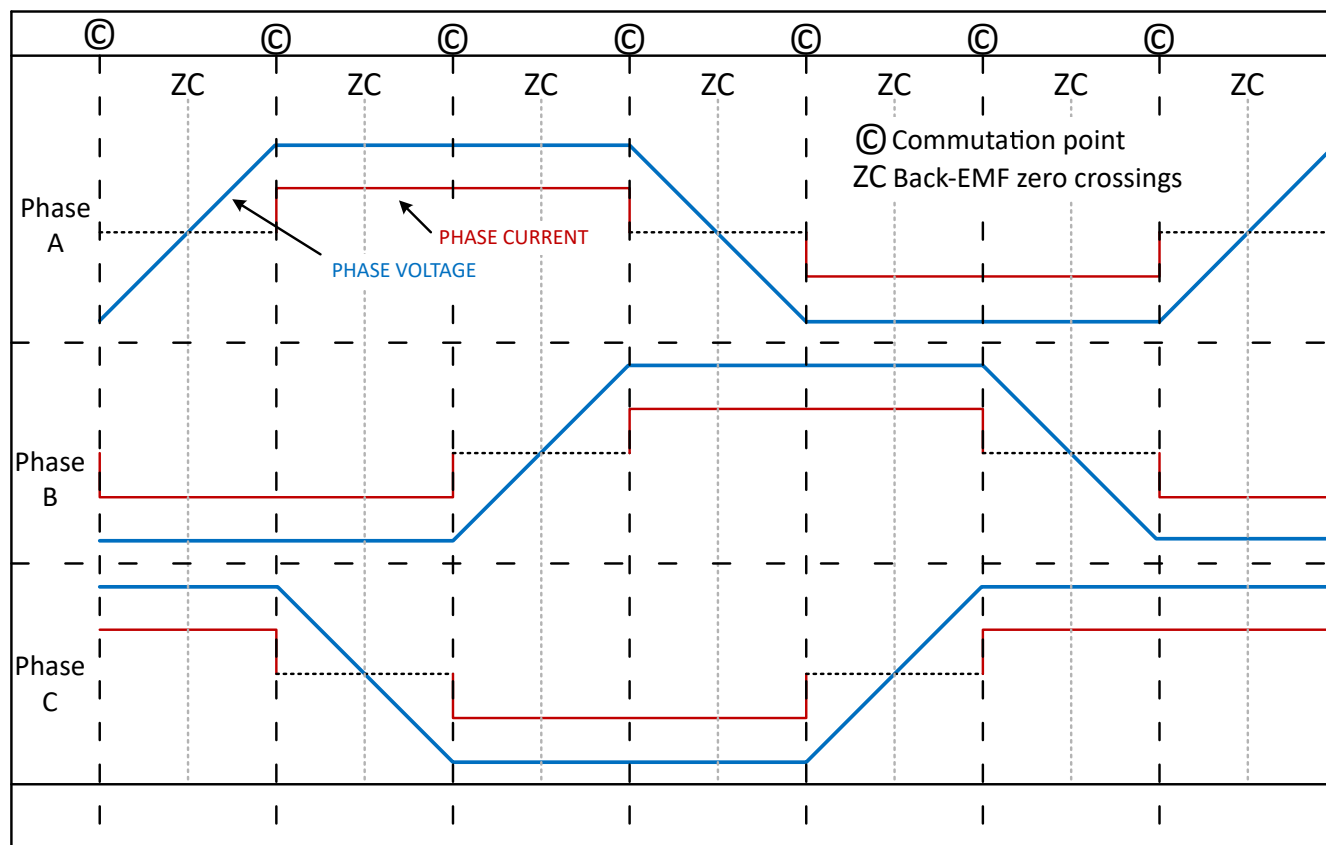 © © © © © © ©
ZC ZC ZC ZC ZC ZC ZC
© Commutation point
ZC Back-EMF zero crossings
Phase
A
PHASE CURRENT
PHASE VOLTAGE
Phase
B
Phase
C